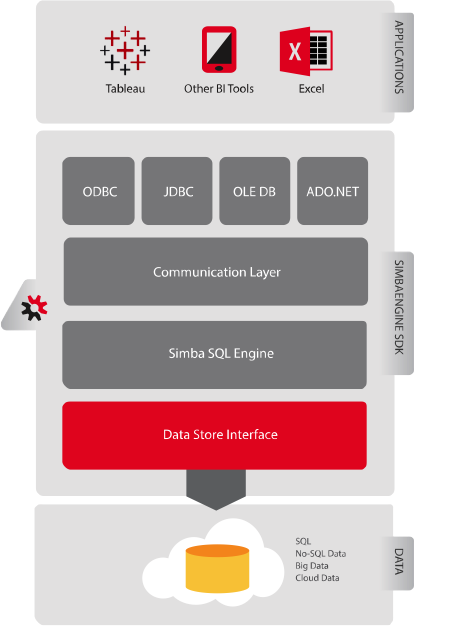 APPLICATIONS
X
Tableau
Other BI Tools
Excel
ODBC
JDBC
OLE DB
ADO.NET
Communication Layer
SIMBAENGINE SDK
Simba SQL Engine
Data Store Interface
SQL
No-SQL Data
Big Data
Cloud Data
DATA